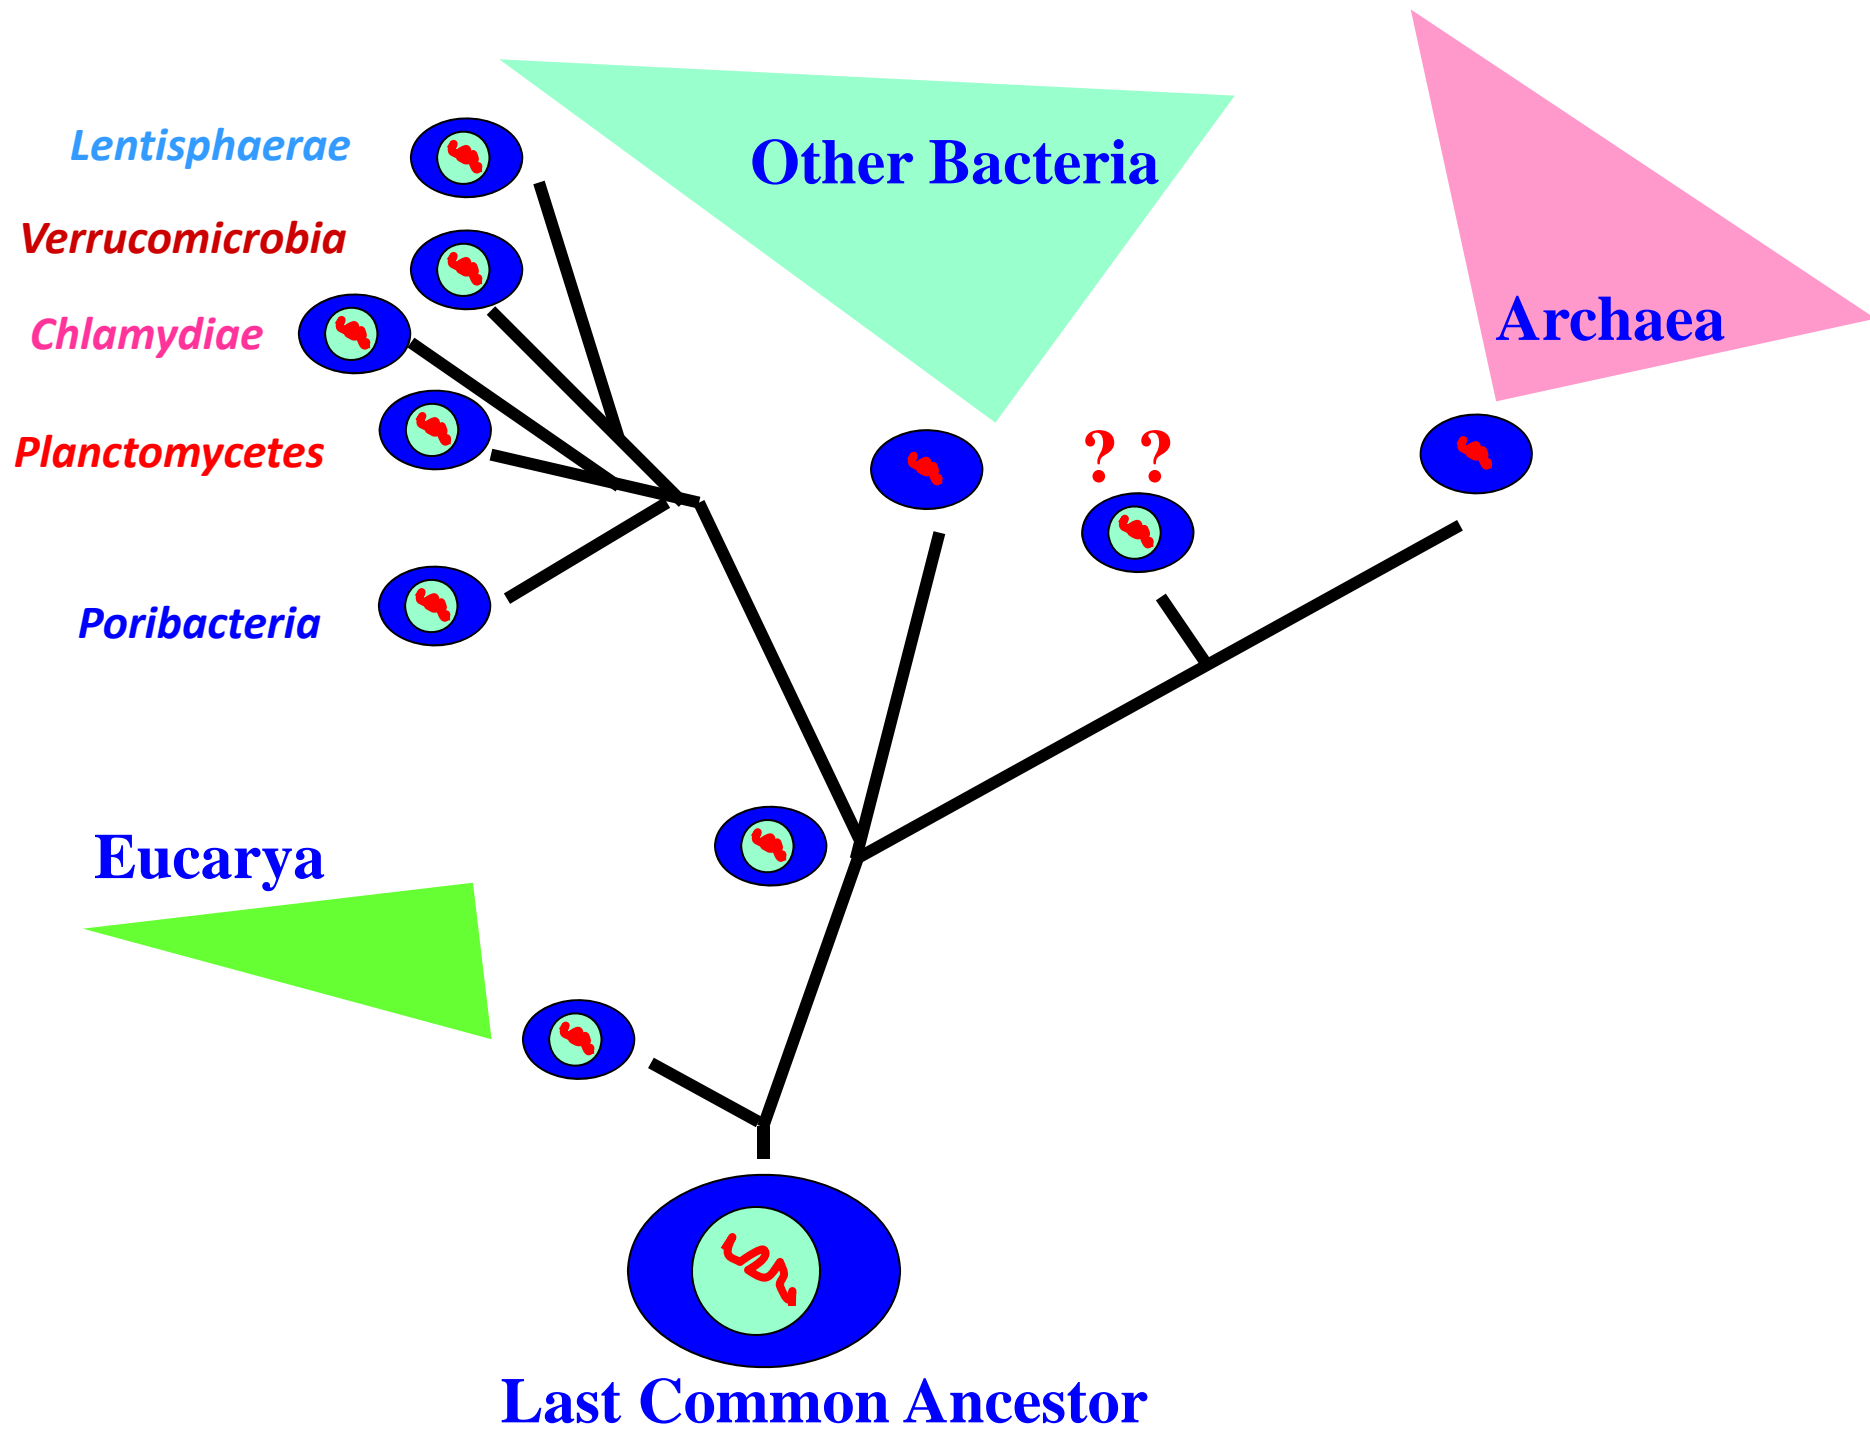 Lentisphaerae
Other Bacteria
Verrucomicrobia
Chlamydiae
Archaea
Planctomycetes
? ?
Poribacteria
Eucarya
Last Common Ancestor